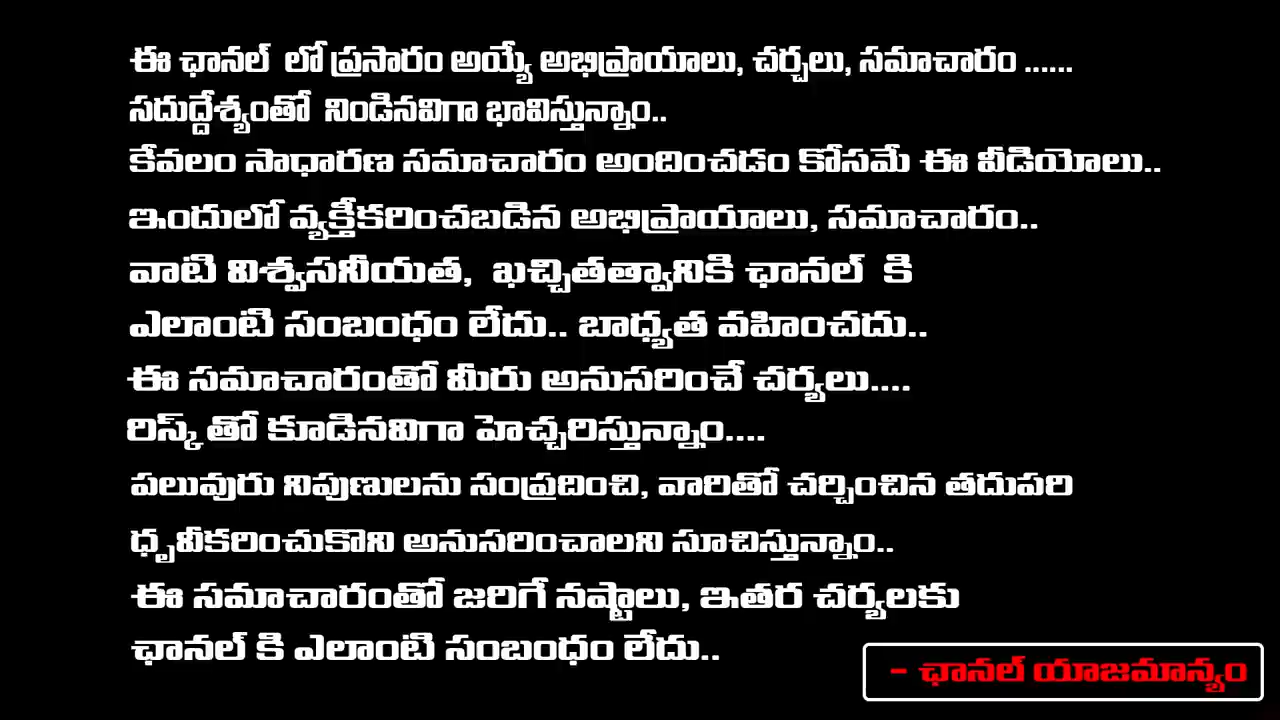 ఈ ఛానల్ లో ప్రసారం అయ్యే అభిప్రాయాలు, చర్చలు, సమాచారం ......
సదుద్దేశ్యంతో నిండినవిగా భావిస్తున్నాం..
కేవలం సాధారణ సమాచారం అందించడం కోసమే ఈ వీడియోలు..
ఇందులో వ్యక్తీకరించబడిన అభిప్రాయాలు, సమాచారం..
వాటి విశ్వసనీయత, ఖచ్చితత్వానికి ఛానల్ కి
ఎలాంటి సంబంధం లేదు.. బాధ్యత వహించదు..
ఈ సమాచారంతో మీరు అనుసరించే చర్యలు....
రిస్క్ తో కూడినవిగా హెచ్చరిస్తున్నాం....
పలువురు నిపుణులను సంప్రదించి, వారితో చర్చించిన తదుపరి
ధృవీకరించుకొని అనుసరించాలని సూచిస్తున్నాం..
ఈ సమాచారంతో జరిగే నష్టాలు, ఇతర చర్యలకు
ఛానల్ కి ఎలాంటి సంబంధం లేదు..
- ఛానల్ యాజమాన్యం